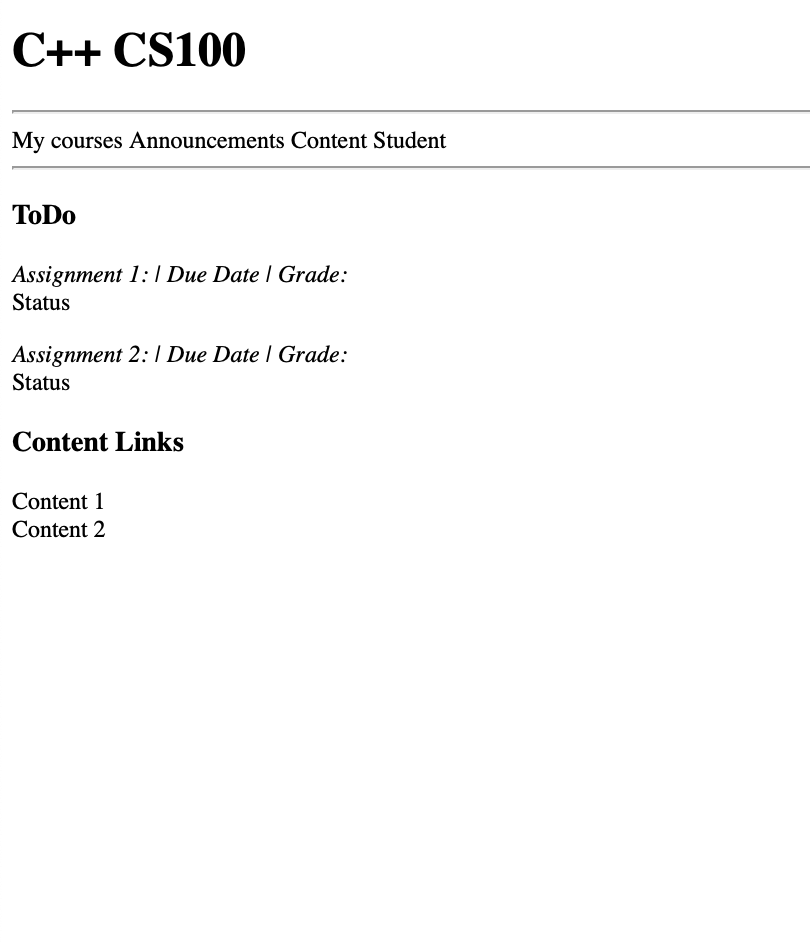 C++ CS100
My courses Announcements Content Student
ToDo
Assignment 1: | Due Date | Grade:
Status
Assignment 2: | Due Date | Grade:
Status
Content Links
Content 1
Content 2